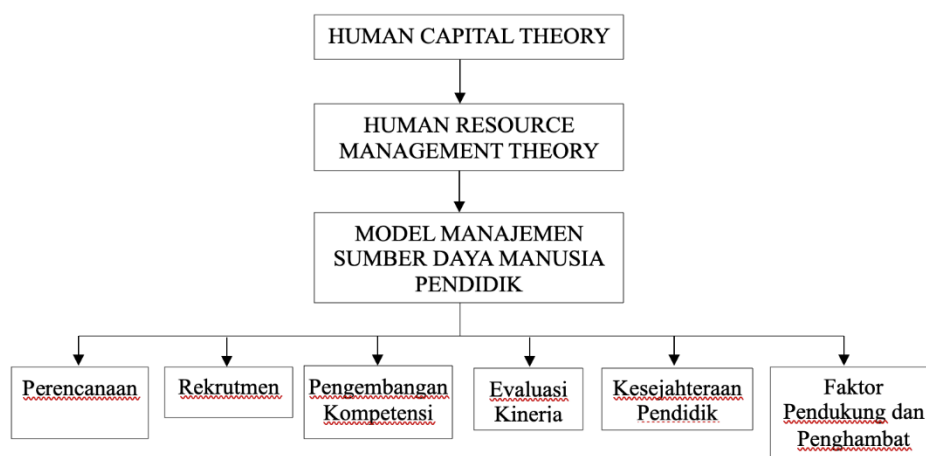 HUMAN CAPITAL THEORY
HUMAN RESOURCE
MANAGEMENT THEORY
MODEL MANAJEMEN
SUMBER DAYA MANUSIA
PENDIDIK
Perencanaan
Rekrutmen
Pengembangan
Kompetensi
Evaluasi
Kinerja
Kesejahteraan
Pendidik
Faktor
Pendukung dan
Penghambat